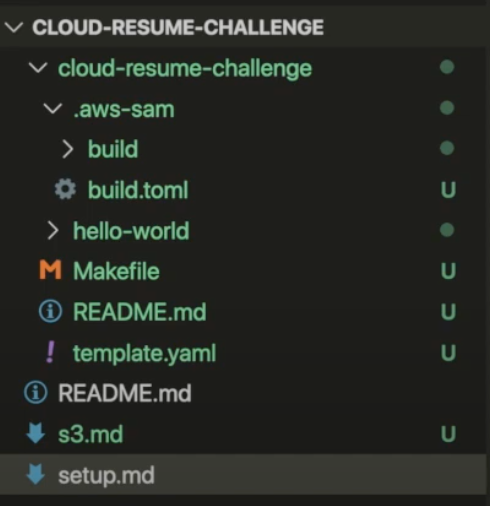 CLOUD-RESUME-CHALLENGE
cloud-resume-challenge
.aws-sam
build
build.toml U
hello-world
M Makefile U
README.md U
! template.yaml U
README.md
s3.md U
setup.md